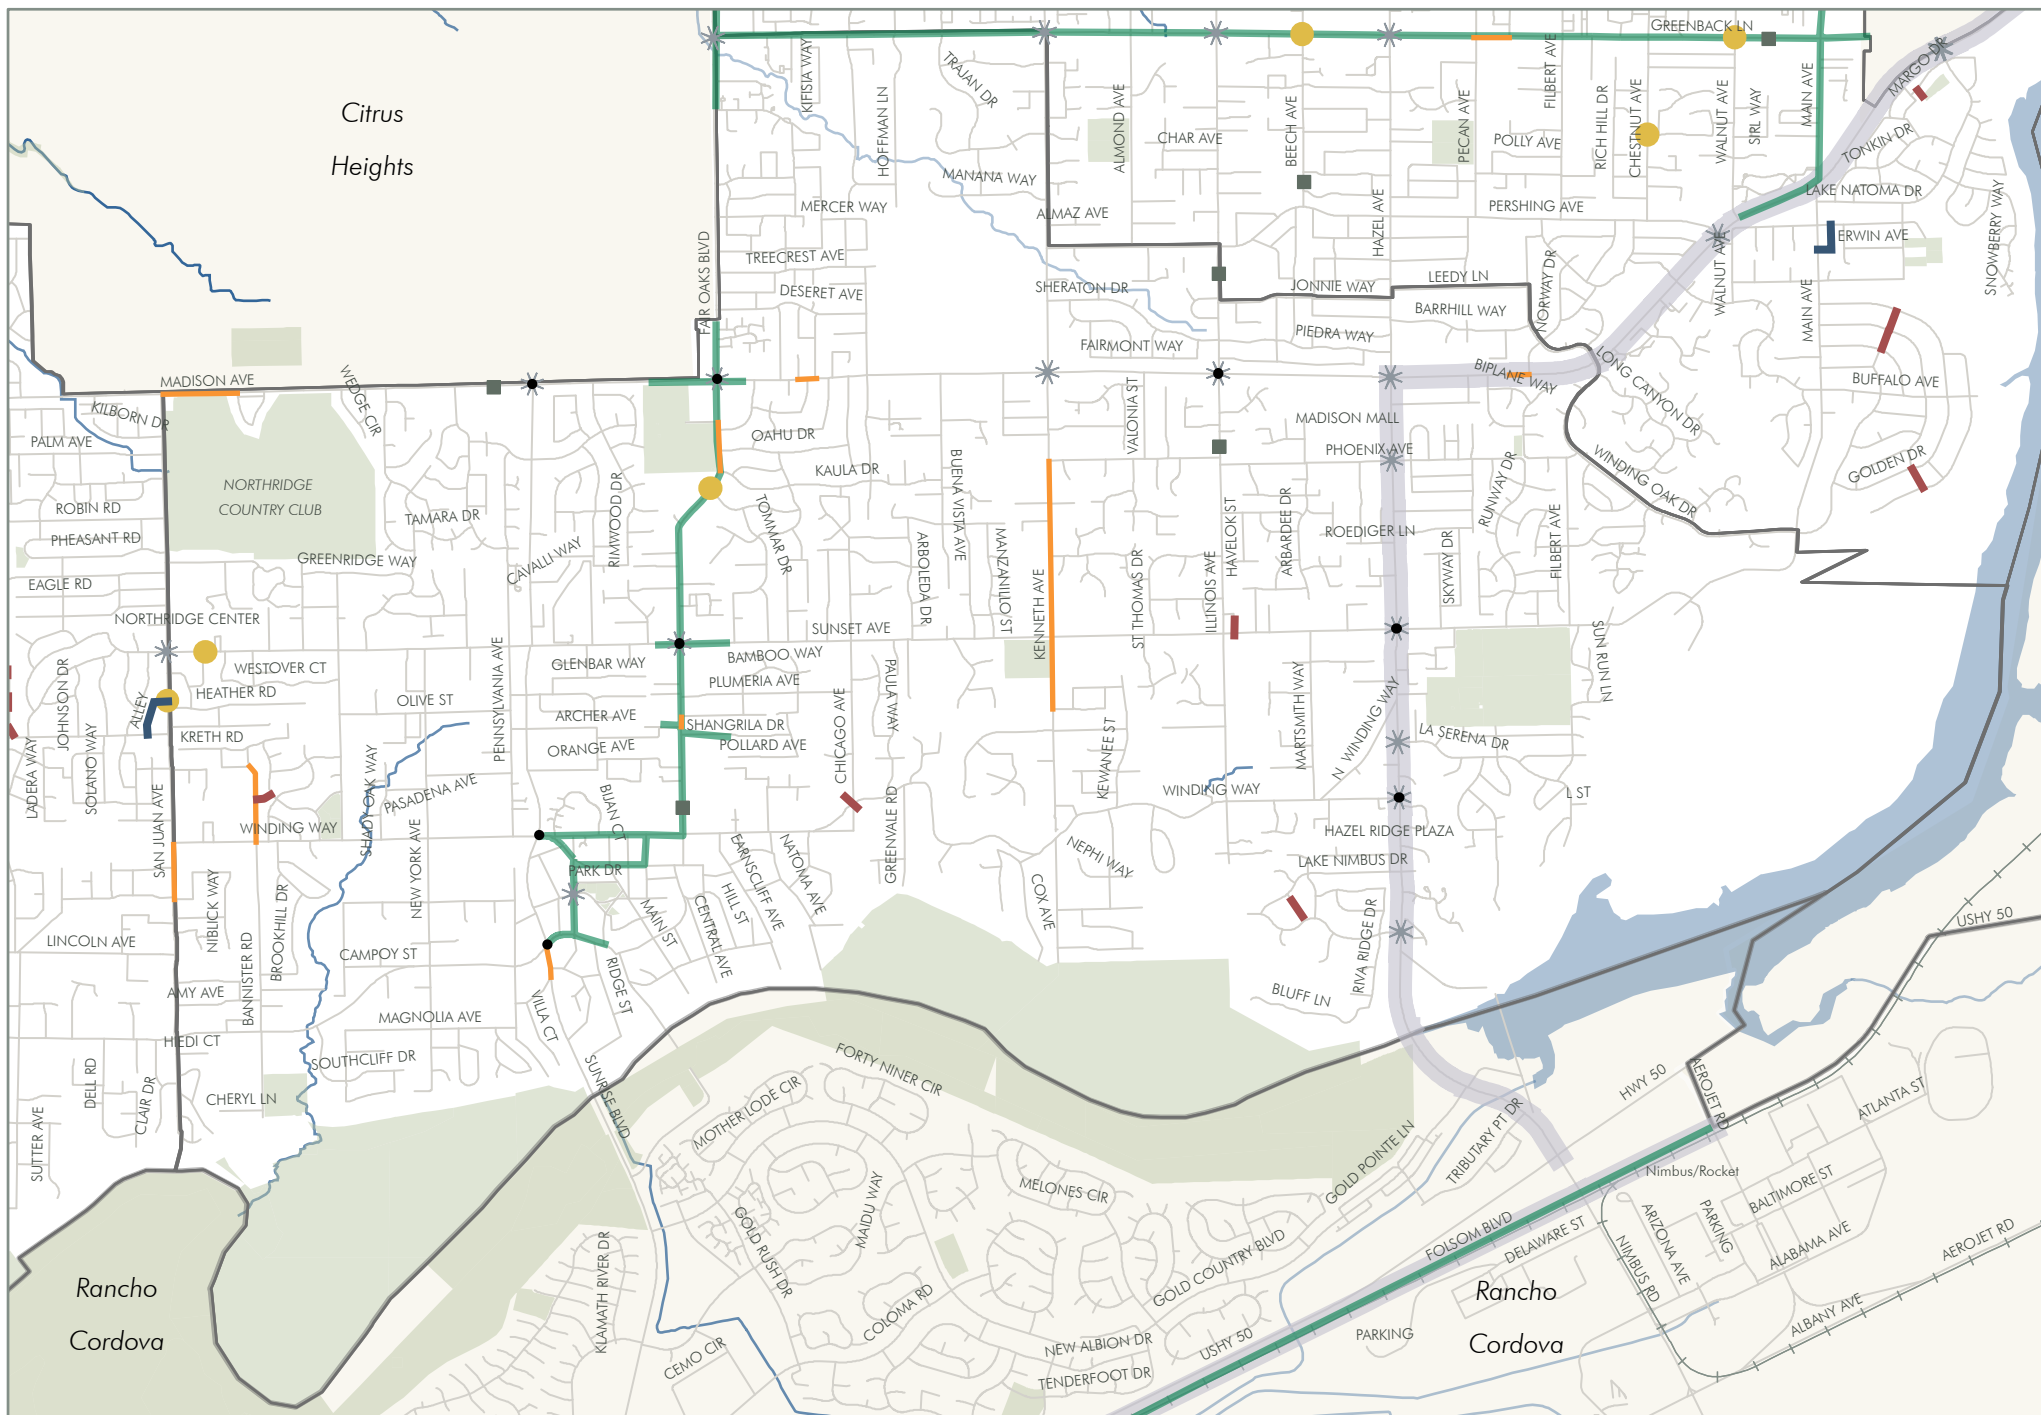 GREENBACK LN
Citrus
Heights
KIFISIA WAY
HOFFMAN LN
TRAJAN DR
ALMOND AVE
CHAR AVE
BEECH AVE
PECAN AVE
FILBERT AVE
POLLY AVE
RICH HILL DR
CHESTNUT AVE
WALNUT AVE
SIRL WAY
MAIN AVE
MARGO DR
TONKIN DR
MANANA WAY
MERCER WAY
ALMAZ AVE
HAZEL AVE
PERSHING AVE
LAKE NATOMA DR
ERWIN AVE
SNOWBERRY WAY
FAIR OAKS BLVD
TREECREST AVE
DESERET AVE
SHERATON DR
JONNIE WAY
LEEDY LN
NORWAY DR
WALNUT AVE
MAIN AVE
BARRHILL WAY
PIEDRA WAY
FAIRMONT WAY
LONG CANYON DR
BIPLANE WAY
BUFFALO AVE
MADISON AVE
WEDGE CIR
KILBORN DR
PALM AVE
OAHU DR
KAULA DR
VALONIA ST
MADISON MALL
PHOENIX AVE
WINDING OAK DR
GOLDEN DR
NORTHRIDGE
COUNTRY CLUB
ROBIN RD
PHEASANT RD
EAGLE RD
TAMARA DR
GREENRIDGE WAY
CAVALLI WAY
RIMWOOD DR
TOMMAR DR
BUENA VISTA AVE
ARBOLEDA DR
MANZANILLO ST
KENNETH AVE
ST THOMAS DR
ILLINOIS AVE
HAVELOK ST
ARBARDEE DR
ROEDIGER LN
RUNWAY DR
SKYWAY DR
FILBERT AVE
NORTHRIDGE CENTER
SUNSET AVE
WESTOVER CT
HEATHER RD
OLIVE ST
PENNSYLVANIA AVE
GLENBAR WAY
BAMBOO WAY
PLUMERIA AVE
PAULA WAY
SUN RUN LN
JOHNSON DR
ALLEY
KRETH RD
ARCHER AVE
SHANGRILA DR
ORANGE AVE
POLLARD AVE
CHICAGO AVE
KEWANEE ST
MARTSMITH WAY
N WINDING WAY
LA SERENA DR
LADERA WAY
SOLANO WAY
SAN JUAN AVE
SHADY OAK WAY
PASADENA AVE
BIJAN CT
GREENVALE RD
WINDING WAY
L ST
WINDING WAY
HAZEL RIDGE PLAZA
NEW YORK AVE
PARK DR
EARNSCLIFF AVE
NATOMA AVE
NEPHI WAY
LAKE NIMBUS DR
NIBLICK WAY
BROOKHILL DR
MAIN ST
HILL ST
CENTRAL AVE
COX AVE
RIVA RIDGE DR
USHY 50
LINCOLN AVE
BANNISTER RD
CAMPOY ST
RIDGE ST
BLUFF LN
AMY AVE
VILLA CT
MAGNOLIA AVE
HIEDI CT
SOUTHCLIFF DR
FORTY NINER CIR
DELL RD
CLAIR DR
CHERYL LN
SUNRISE BLVD
MOTHER LODE CIR
HWY 50
AEROJET RD
ATLANTA ST
SUTTER AVE
TRIBUTARY PT DR
GOLD POINTE LN
MELONES CIR
Nimbus/Rocket
BALTIMORE ST
MAIDU WAY
GOLD RUSH DR
KLAMATH RIVER DR
GOLD COUNTRY BLVD
FOLSOM BLVD
DELAWARE ST
ARIZONA AVE
PARKING
ALABAMA AVE
AEROJET RD
NIMBUS RD
Rancho
Cordova
Rancho
Cordova
COLOMA RD
ALBANY AVE
CEMO CIR
NEW ALBION DR
USHY 50
PARKING
TENDERFOOT DR